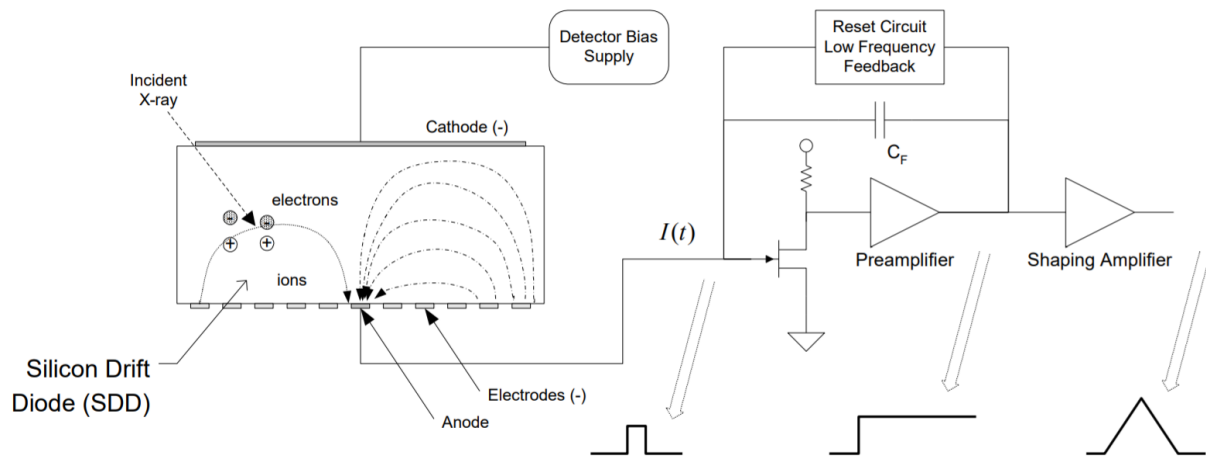 Detector Bias
Supply
Reset Circuit
Low Frequency
Feedback
Incident
X-ray
Cathode (-)
C_F
electrons
-
-
+
+
ions
I(t)
Preamplifier
Shaping Amplifier
Silicon Drift
Diode (SDD)
Electrodes (-)
Anode